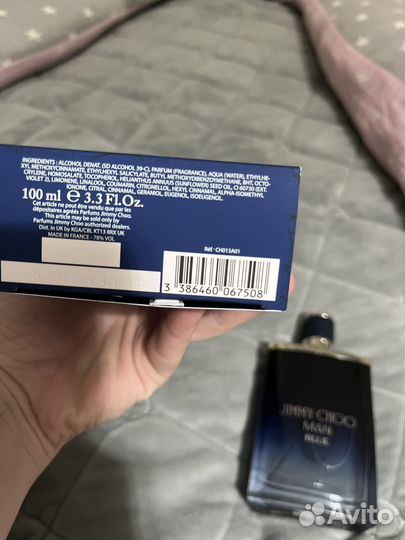 INGREDIENTS : ALCOHOL DENAT. (SD ALCOHOL 39-C), PARFUM (FRAGRANCE), AQUA (WATER), ETHYLHE-
XYL METHOXYCINNAMATE, ETHYLHEXYL SALICYLATE, BUTYL METHOXYDIBENZOYLMETHANE, BHT, OCTO-
CRYLENE, HOMOSALATE, TOCOPHEROL, HELIANTHUS ANNUUS (SUNFLOWER) SEED OIL, CI 60730 (EXT.
VIOLET 2), LIMONENE, LINALOOL, COUMARIN, CITRONELLOL, HEXYL CINNAMAL, ALPHA-ISOMETHYL
IONONE, CITRAL, CINNAMAL, GERANIOL, EUGENOL, ISOEUGENOL.
100 ml ℮ 3.3 Fl.Oz.
Cet article ne peut être vendu que par les
dépositaires agréés Parfums Jimmy Choo.
This article may be sold only by
Parfums Jimmy Choo authorized dealers
Dist. in UK by KGA/CBL KT13 8RX UK
MADE IN FRANCE - 78% VOL
Réf. CH013A01
3 386460 067508
JIMMY CHOO
MAN
BLUE
Avito